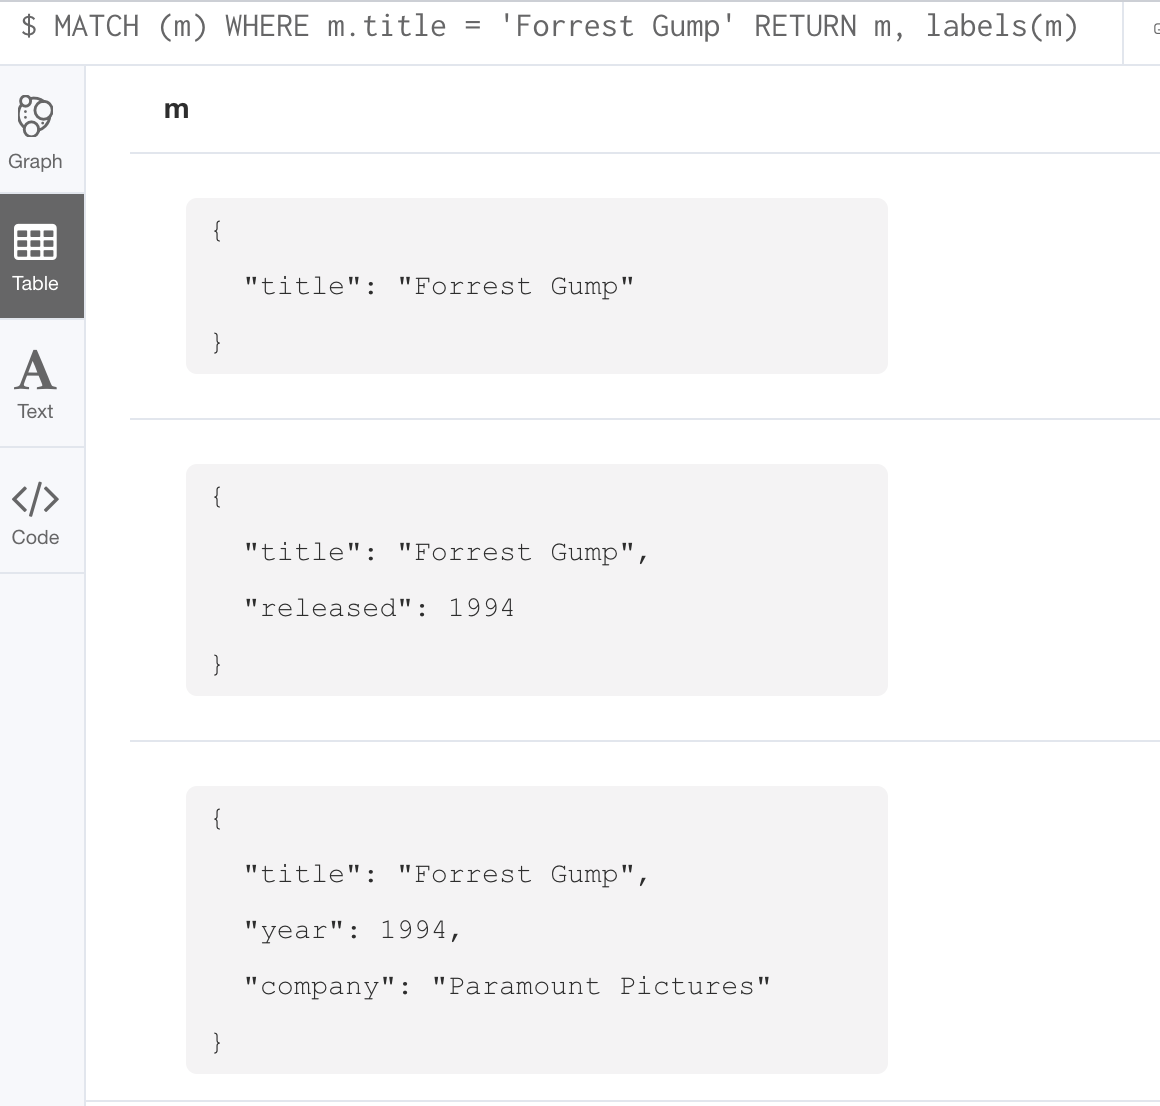 $ MATCH (m) WHERE m.title = 'Forrest Gump' RETURN m, labels(m)
Graph
Table
Text
Code
m
{
"title": "Forrest Gump"
}
{
"title": "Forrest Gump",
"released": 1994
}
{
"title": "Forrest Gump",
"year": 1994,
"company": "Paramount Pictures"
}